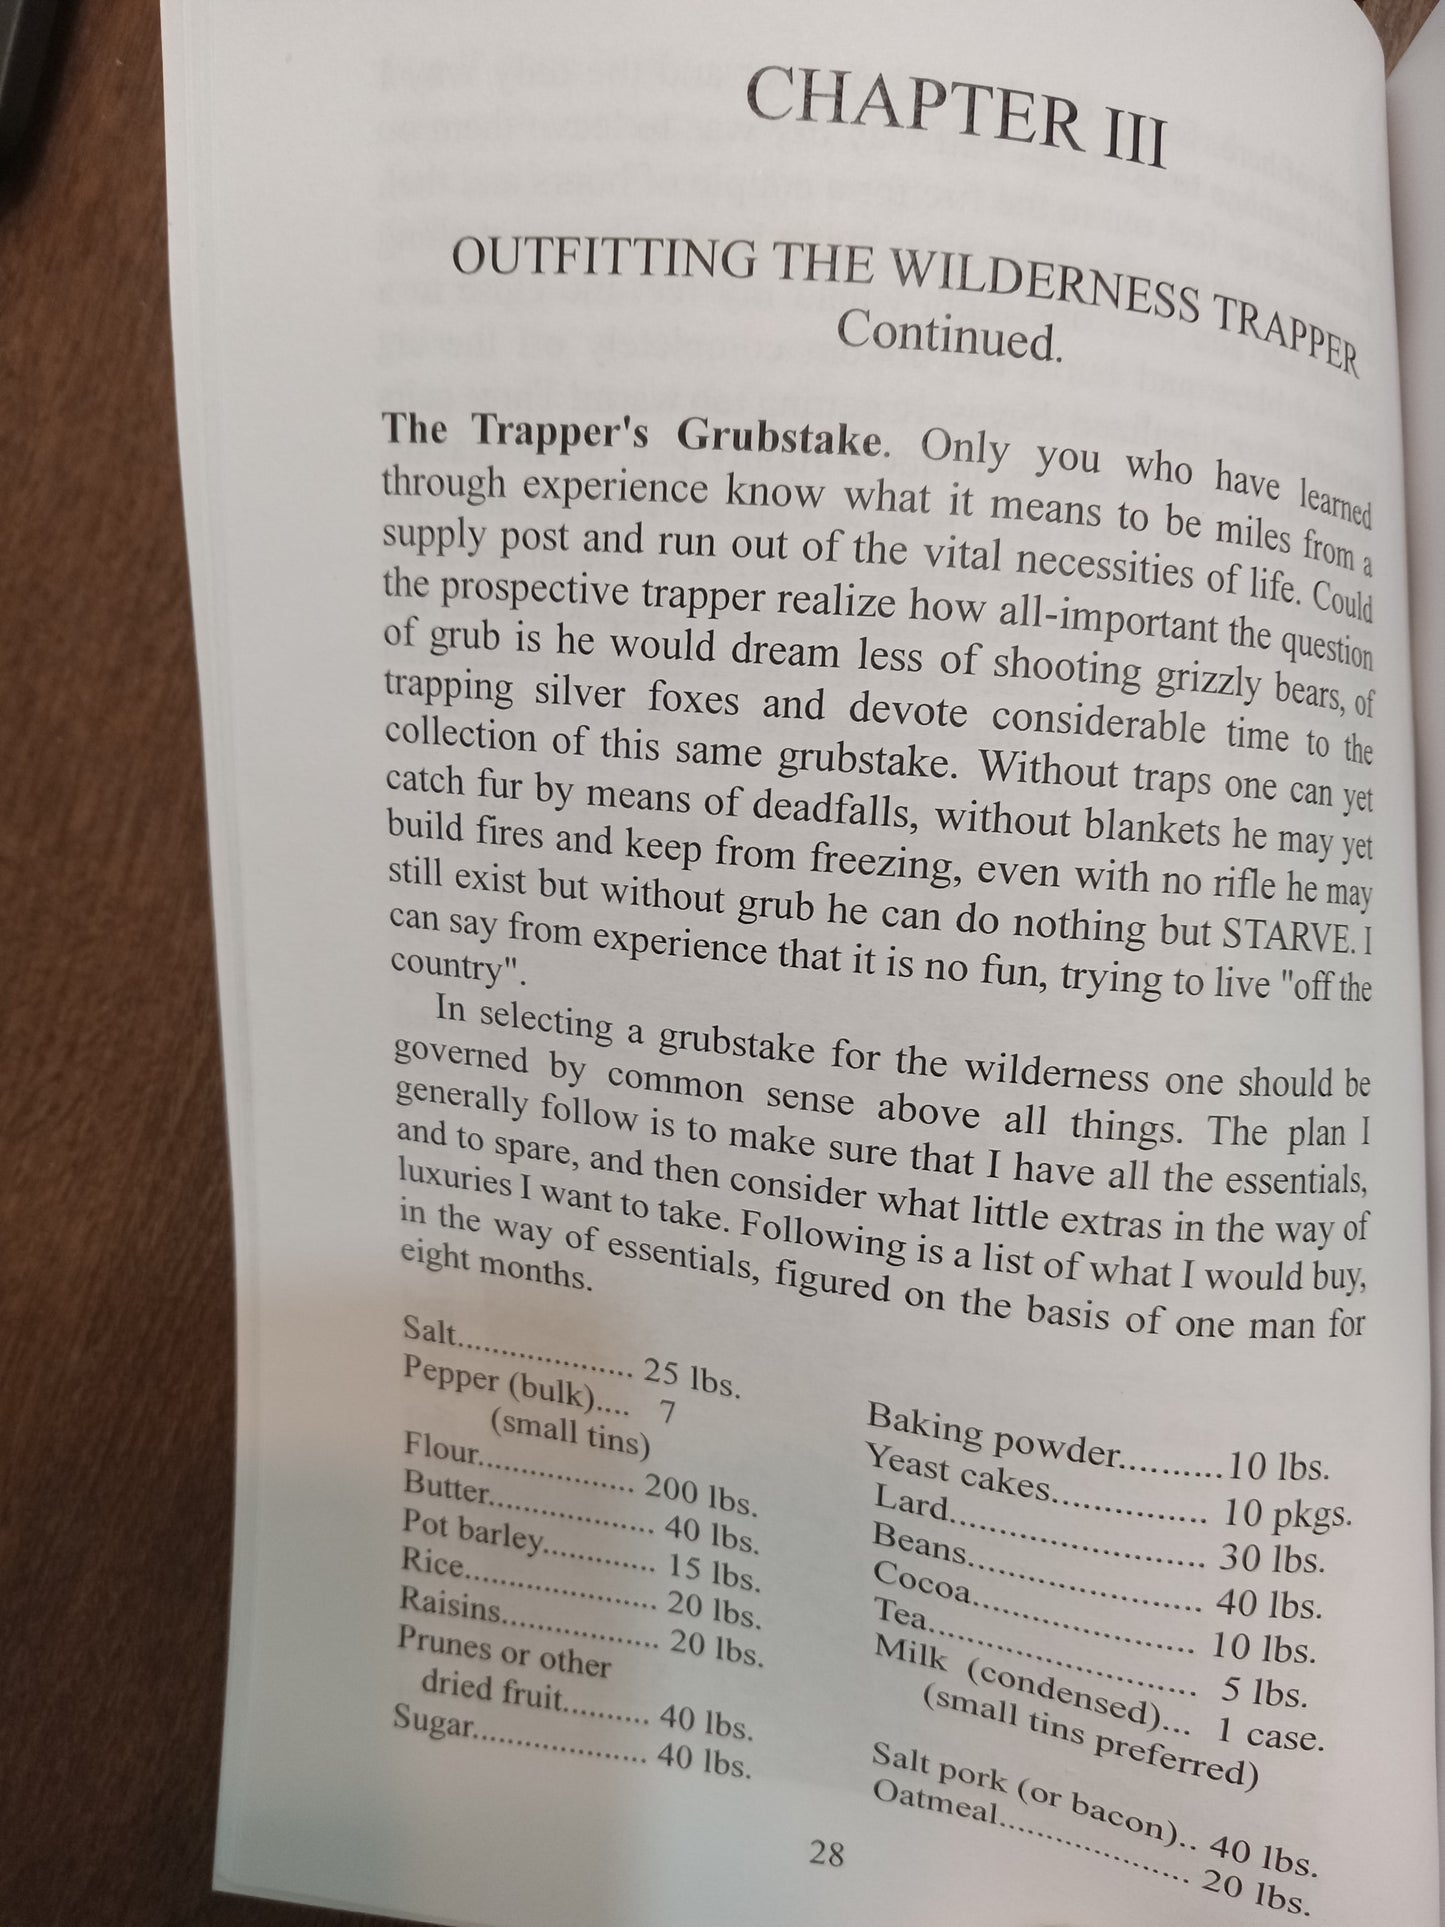 CHAPTER III
OUTFITTING THE WILDERNESS TRAPPER
Continued.
The Trapper's Grubstake. Only you who have learned
through experience know what it means to be miles from a
supply post and run out of the vital necessities of life. Could
the prospective trapper realize how all-important the question
of grub is he would dream less of shooting grizzly bears, of
trapping silver foxes and devote considerable time to the
collection of this same grubstake. Without traps one can yet
catch fur by means of deadfalls, without blankets he may yet
build fires and keep from freezing, even with no rifle he may
still exist but without grub he can do nothing but STARVE. I
can say from experience that it is no fun, trying to live "off the
country".
In selecting a grubstake for the wilderness one should be
governed by common sense above all things. The plan I
generally follow is to make sure that I have all the essentials,
and to spare, and then consider what little extras in the way of
luxuries I want to take. Following is a list of what I would buy,
in the way of essentials, figured on the basis of one man for
eight months.
Salt.................... 25 lbs.
Pepper (bulk).... 7
(small tins)
Flour.................. 200 lbs.
Butter................... 40 lbs.
Pot barley............. 15 lbs.
Rice...................... 20 lbs.
Raisins.................. 20 lbs.
Prunes or other
dried fruit.......... 40 lbs.
Sugar.................... 40 lbs.
Baking powder..........10 lbs.
Yeast cakes............... 10 pkgs.
Lard......................... 30 lbs.
Beans........................ 40 lbs.
Cocoa....................... 10 lbs.
Tea........................... 5 lbs.
Milk (condensed)... 1 case.
(small tins preferred)
Salt pork (or bacon).. 40 lbs.
Oatmeal.................... 20 lbs.
28